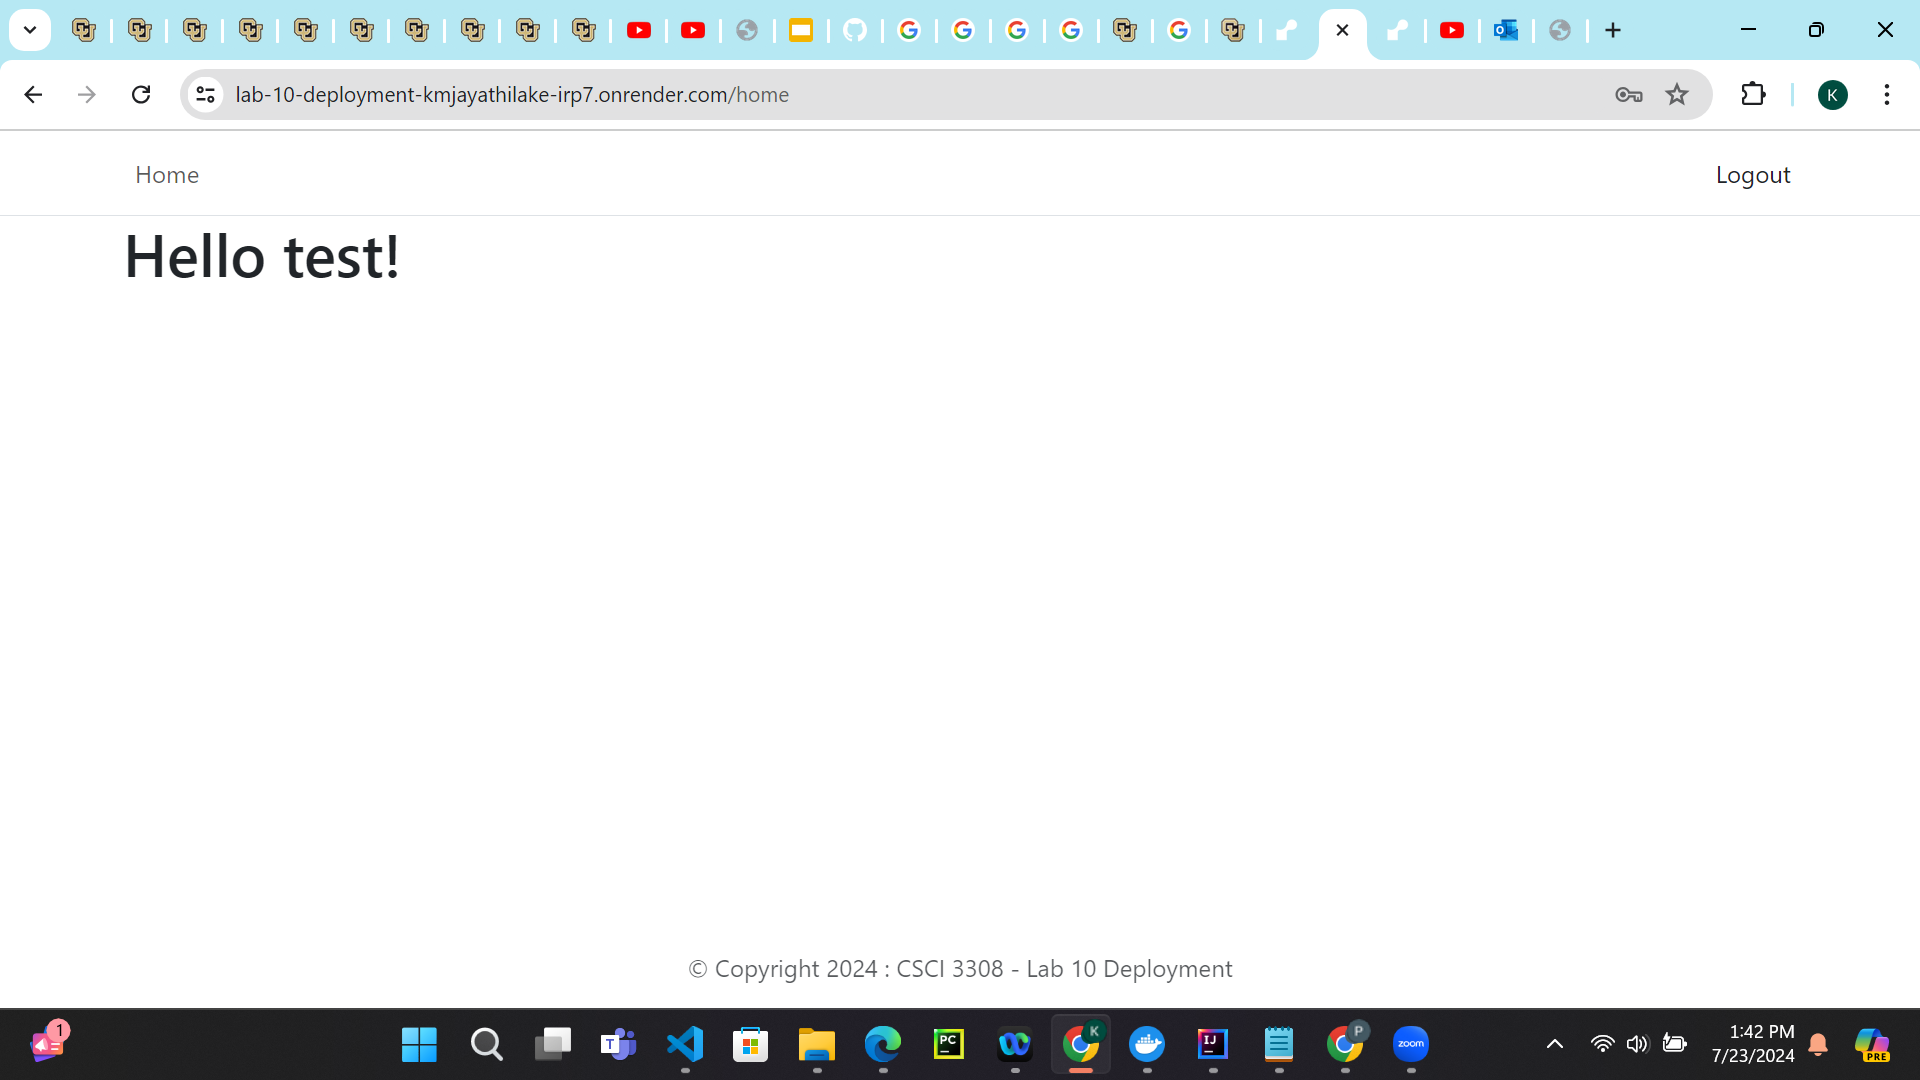 lab-10-deployment-kmjayathilake-irp7.onrender.com/home
K
Home
Logout
Hello test!
© Copyright 2024 : CSCI 3308 - Lab 10 Deployment
1
T
PC
K
IJ
P
zoom
1:42 PM
7/23/2024
PRE